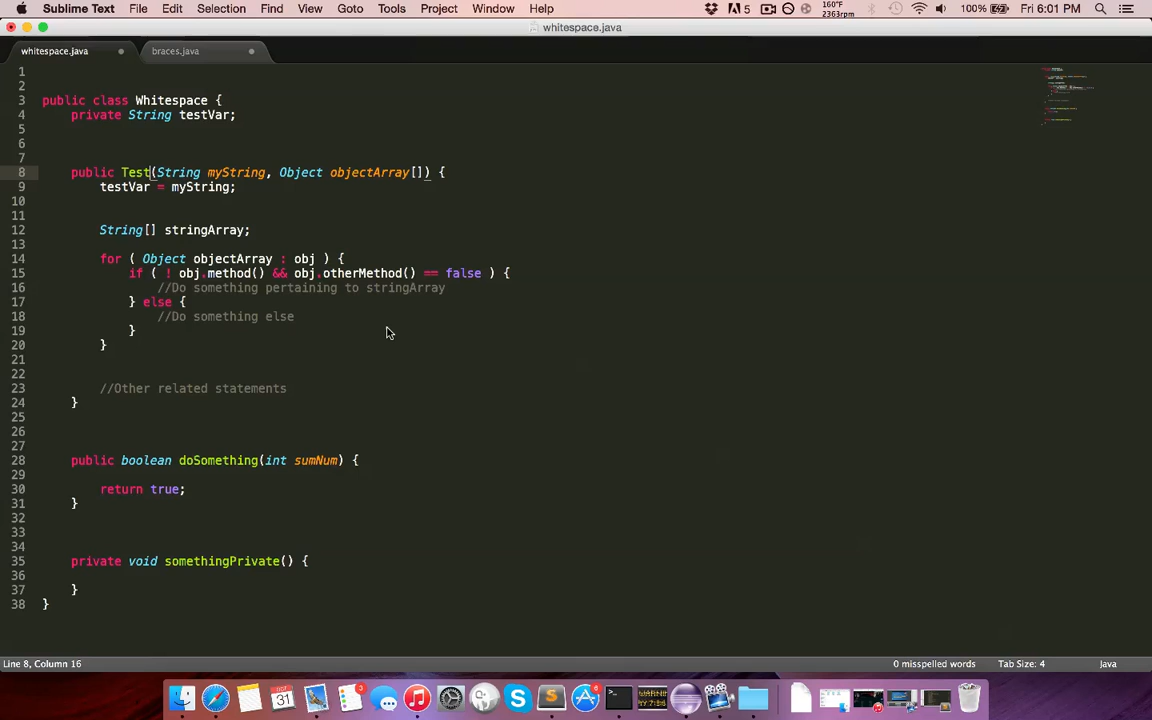 Sublime Text File Edit Selection Find Goto Tools Project Window Help 5 160°F 2363rpm 100% Fri 6:01 PM
whitespace.java
whitespace.java braces.java
1
2
3 public class Whitespace {
4 private String testVar;
5
6
7
8 public Test(String myString, Object objectArray[]) {
9 testVar = myString;
10
11
12 String[] stringArray;
13
14 for ( Object objectArray : obj ) {
15 if ( ! obj.method() && obj.otherMethod() == false ) {
16 //Do something pertaining to stringArray
17 } else {
18 //Do something else
19 }
20 }
21
22
23 //Other related statements
24 }
25
26
27
28 public boolean doSomething(int sumNum) {
29
30 return true;
31 }
32
33
34
35 private void somethingPrivate() {
36
37 }
38 }
Line 8, Column 16 0 misspelled words Tab Size: 4 Java